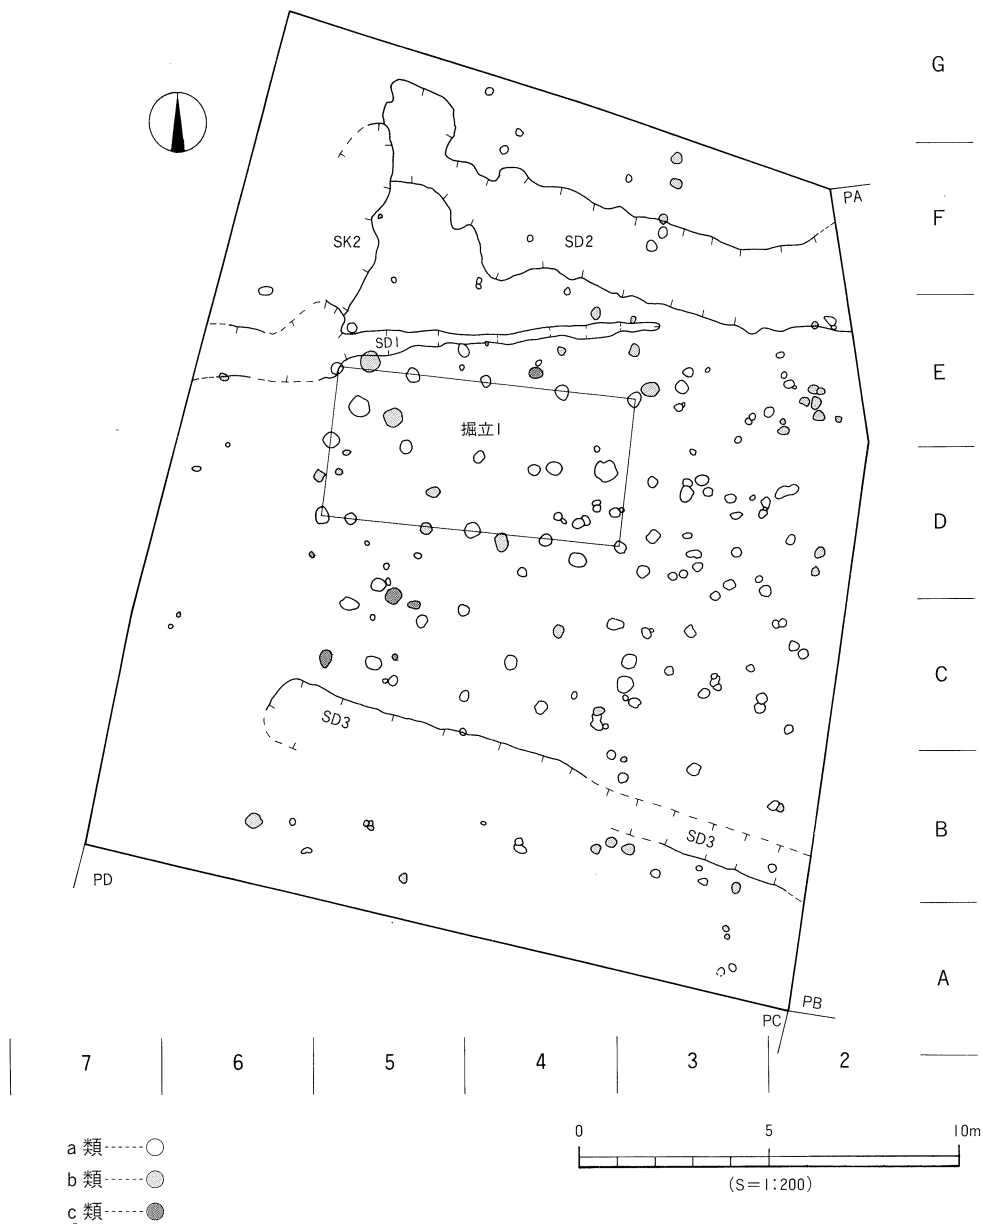 G
PA
F
SK2
SD2
SD1
E
掘立1
D
C
SD3
B
SD3
PD
A
PB
PC
7 6 5 4 3 2
0 5 10m
(S=1:200)
a 類
b 類
c 類